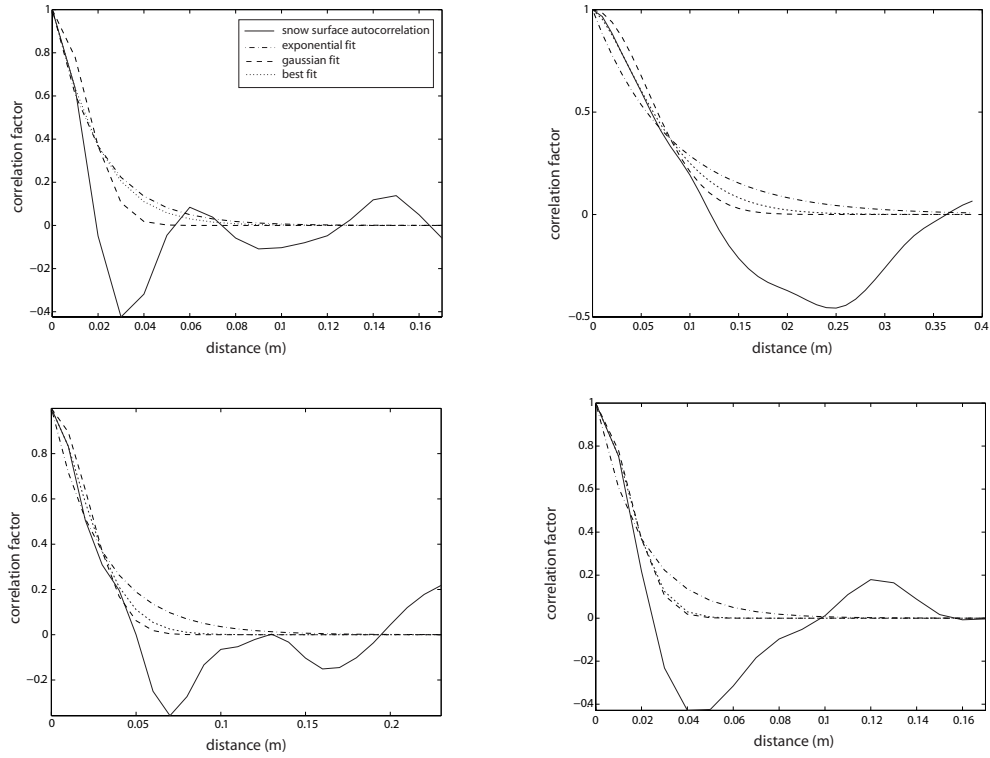 1
0.8
0.6
0.4
0.2
0
−0.2
−0.4
correlation factor
snow surface autocorrelation
exponential fit
gaussian fit
best fit
0 0.02 0.04 0.06 0.08 0.1 0.12 0.14 0.16
distance (m)
1
0.5
0
−0.5
correlation factor
0 0.05 0.1 0.15 0.2 0.25 0.3 0.35 0.4
distance (m)
0.8
0.6
0.4
0.2
0
−0.2
correlation factor
0 0.05 0.1 0.15 0.2
distance (m)
1
0.8
0.6
0.4
0.2
0
−0.2
−0.4
correlation factor
0 0.02 0.04 0.06 0.08 0.1 0.12 0.14 0.16
distance (m)